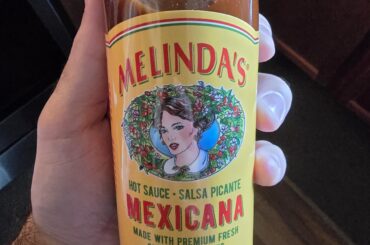 MELINDA'S®
HOT SAUCE • SALSA PICANTE
MEXICANA
MADE WITH PREMIUM FRESH